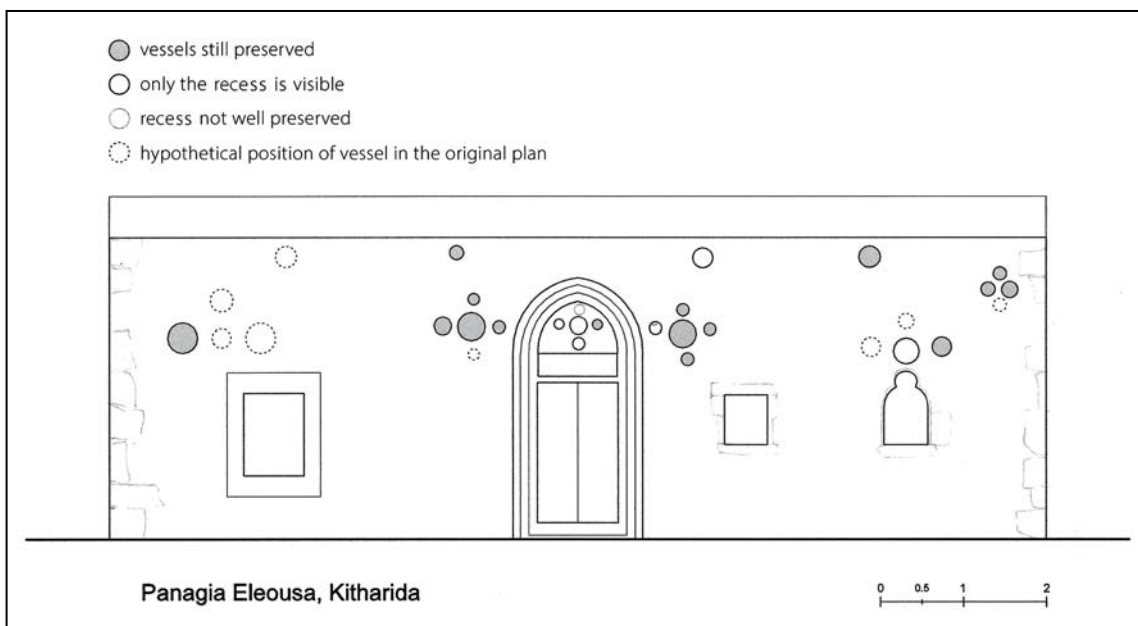 vessels still preserved
only the recess is visible
recess not well preserved
hypothetical position of vessel in the original plan
Panagia Eleousa, Kitharida
0 0.5 1 2